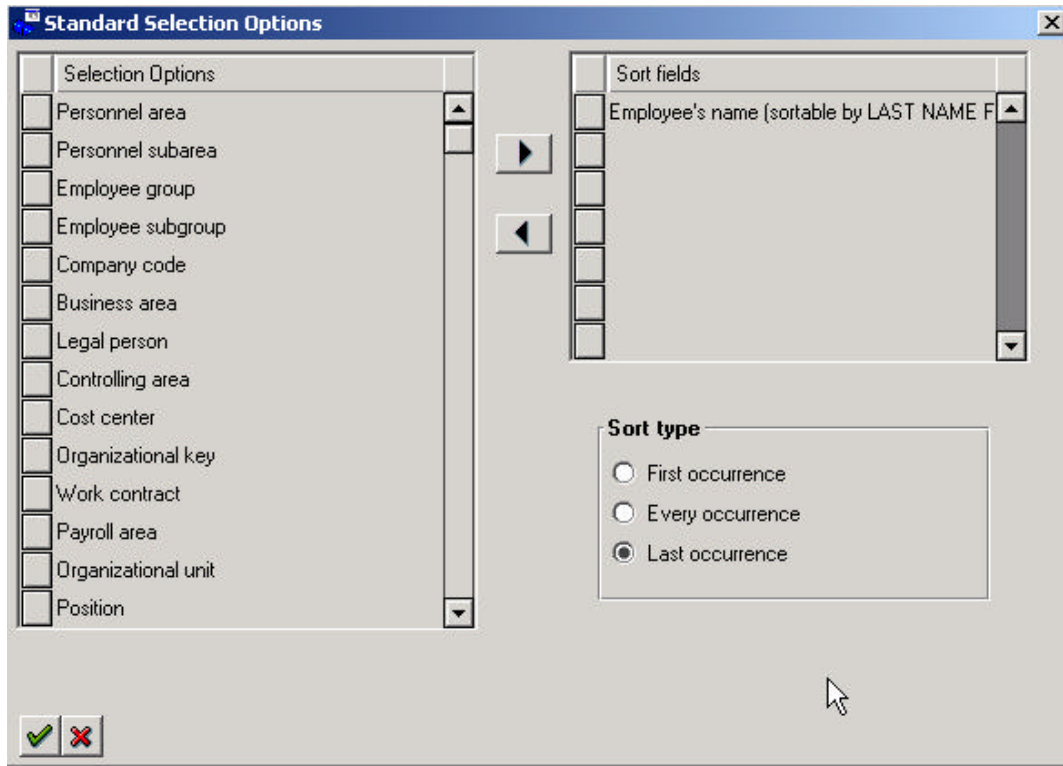 Standard Selection Options
Selection Options
Personnel area
Personnel subarea
Employee group
Employee subgroup
Company code
Business area
Legal person
Controlling area
Cost center
Organizational key
Work contract
Payroll area
Organizational unit
Position
Sort fields
Employee's name (sortable by LAST NAME F
Sort type
First occurrence
Every occurrence
Last occurrence